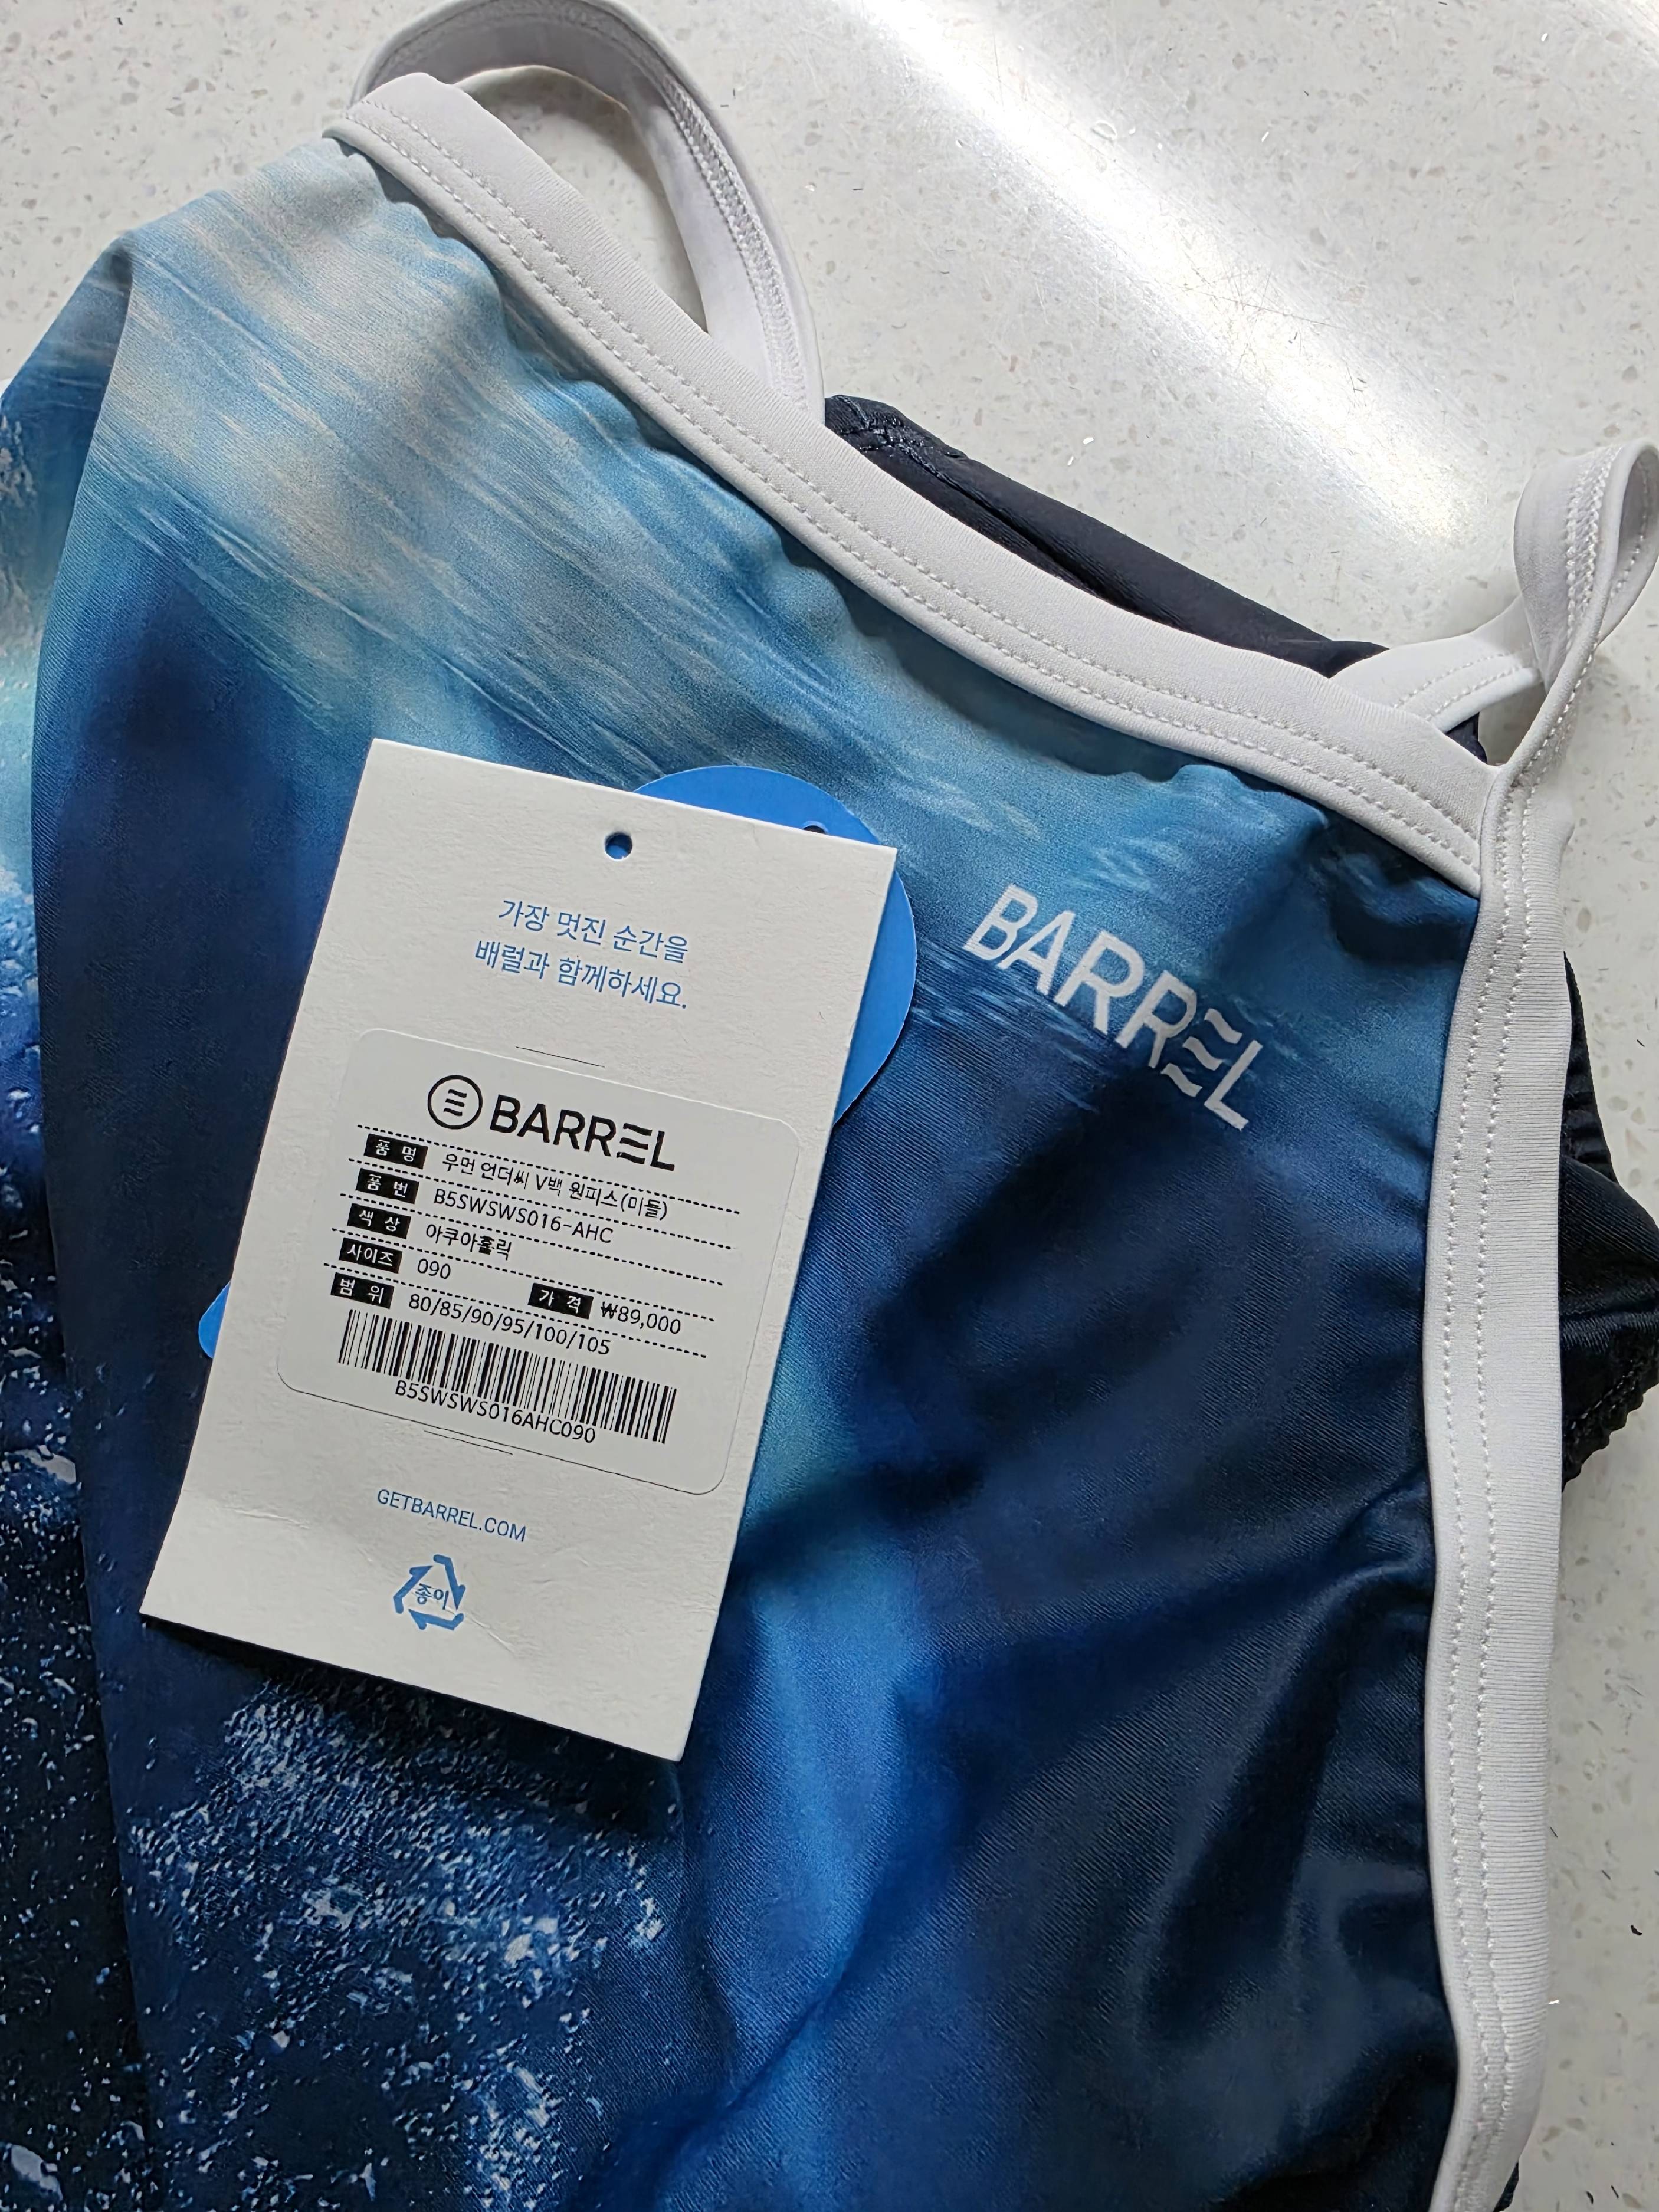 가장 멋진 순간을
배럴과 함께하세요.
BARREL
품 명 우먼 언더씨 V백 원피스(미들)
품 번 B5SWSWS016-AHC
색 상 아쿠아홀릭
사이즈 090 가 격 ₩89,000
범 위 80/85/90/95/100/105
B5SWSWS016AHC090
GETBARREL.COM
종이
BARREL